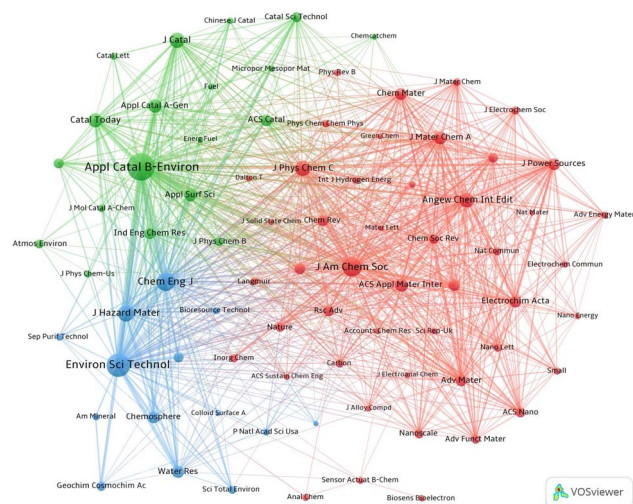 Chinese J Catal
Catal Sci Technol
J Catal
Chemcatchem
Catal Lett
Micropor Mesopor Mat
Phys Rev B
J Mater Chem
Fuel
Chem Mater
Appl Catal A-Gen
J Electrochem Soc
Catal Today
ACS Catal
Phys Chem Chem Phys
Green Chem
J Mater Chem A
Energ Fuel
Appl Catal B-Environ
J Phys Chem C
J Power Sources
Dalton T
Int J Hydrogen Energ
Appl Surf Sci
Angew Chem Int Edit
J Mol Catal A-Chem
Nat Mater
Adv Energy Mater
J Solid State Chem
Chem Rev
Mater Lett
Ind Eng Chem Res
J Phys Chem B
Chem Soc Rev
Atmos Environ
Nat Commun
Electrochem Commun
J Am Chem Soc
J Phys Chem-Us
Chem Eng J
Langmuir
ACS Appl Mater Inter
Electrochim Acta
Bioresource Technol
J Hazard Mater
Rsc Adv
Nano Energy
Nature
Accounts Chem Res
Sci Rep-Uk
Sep Purif Technol
Nano Lett
Inorg Chem
Environ Sci Technol
Carbon
Small
ACS Sustain Chem Eng
J Electroanal Chem
Adv Mater
J Alloy Compd
Am Mineral
Chemosphere
Colloid Surface A
ACS Nano
P Natl Acad Sci Usa
Nanoscale
Adv Funct Mater
Water Res
Geochim Cosmochim Ac
Sci Total Environ
Sensor Actuat B-Chem
Anal Chem
Biosens Bioelectron
VOSviewer